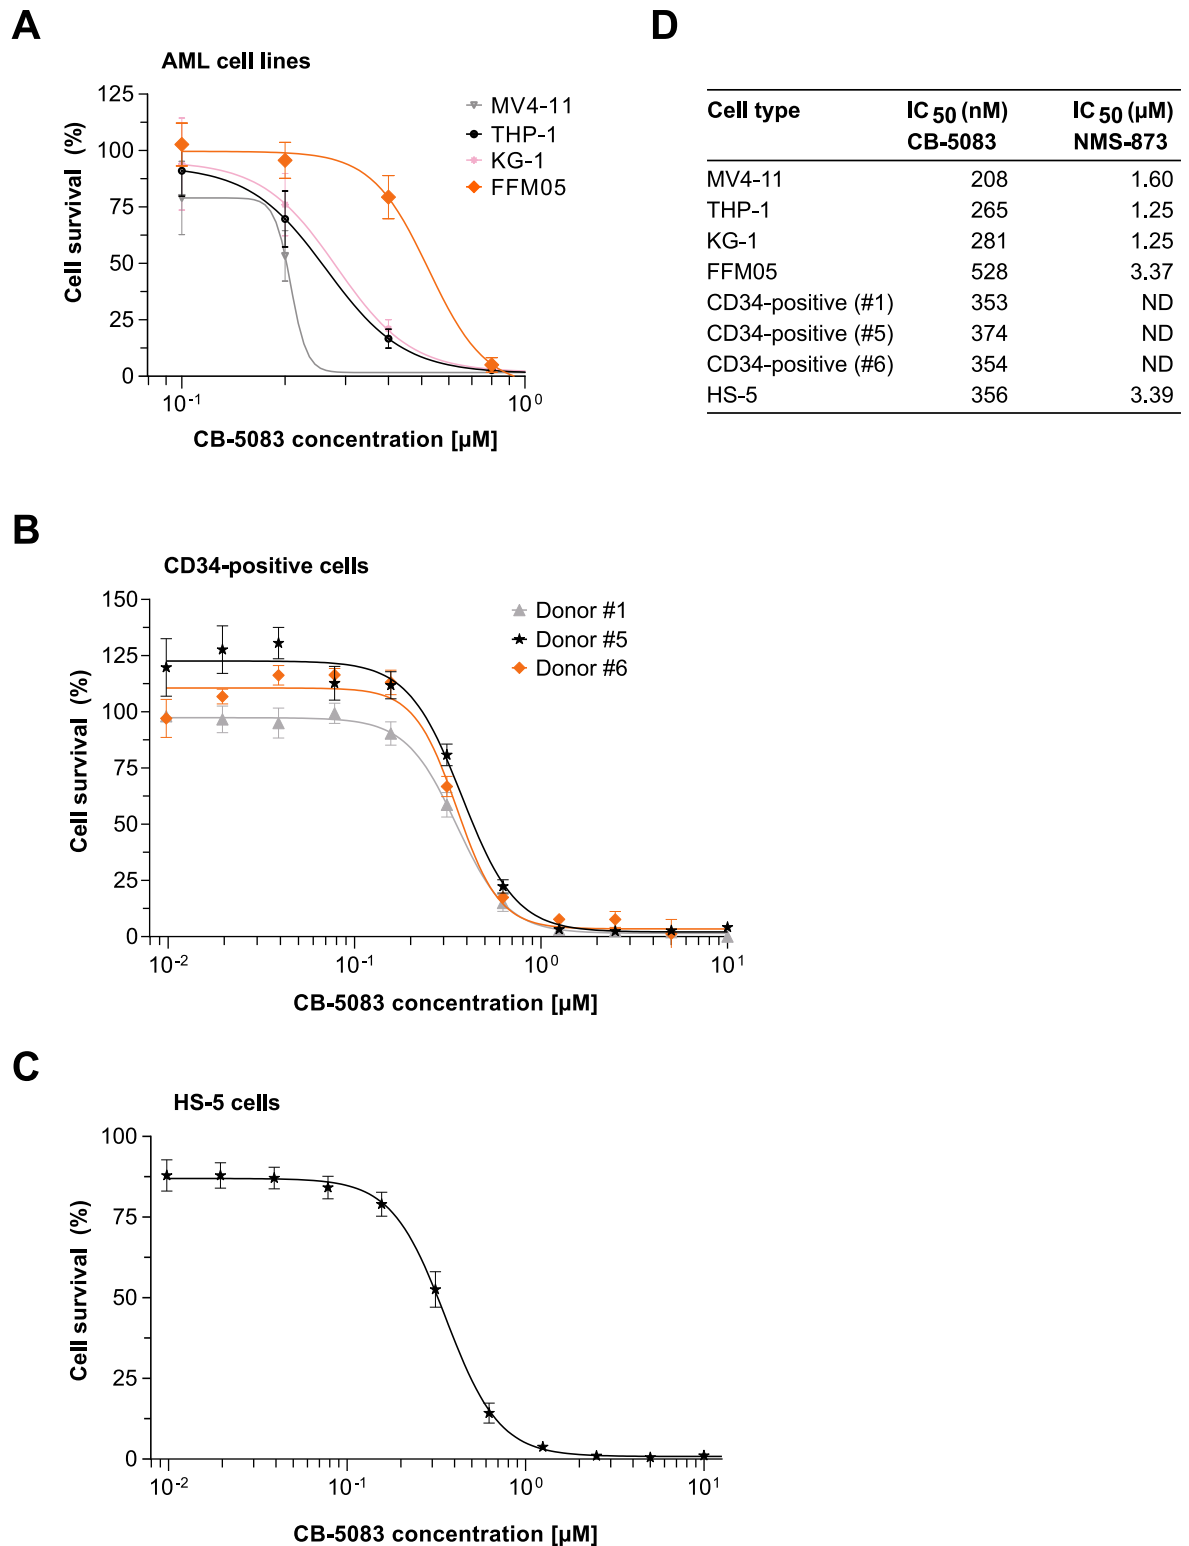 A
AML cell lines
125
100
75
50
25
0
Cell survival (%)
10⁻¹
10⁰
CB-5083 concentration [µM]
MV4-11
THP-1
KG-1
FFM05
D
Cell type IC50 (nM) IC50 (µM)
CB-5083 NMS-873
MV4-11 208 1.60
THP-1 265 1.25
KG-1 281 1.25
FFM05 528 3.37
CD34-positive (#1) 353 ND
CD34-positive (#5) 374 ND
CD34-positive (#6) 354 ND
HS-5 356 3.39
B
CD34-positive cells
150
125
100
75
50
25
0
Cell survival (%)
10⁻²
10⁻¹
10⁰
10¹
CB-5083 concentration [µM]
Donor #1
Donor #5
Donor #6
C
HS-5 cells
100
75
50
25
0
Cell survival (%)
10⁻²
10⁻¹
10⁰
10¹
CB-5083 concentration [µM]